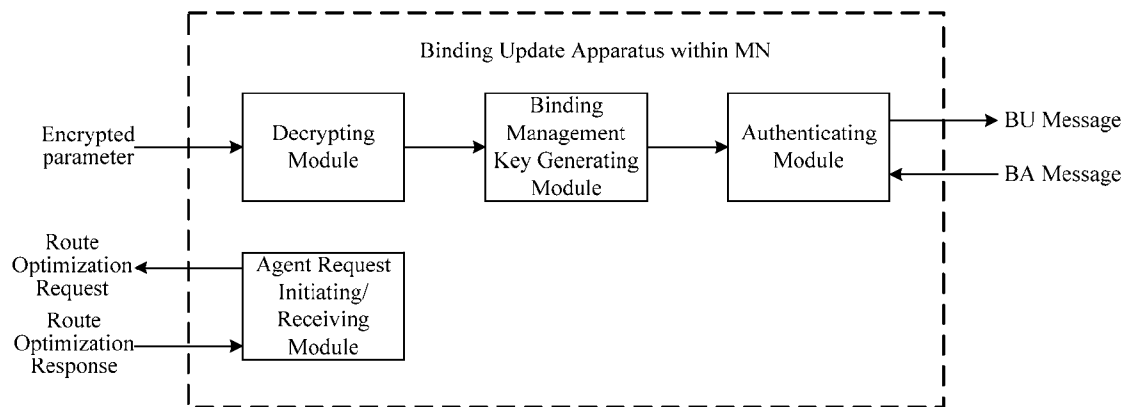 Binding Update Apparatus within MN
Encrypted
parameter
Decrypting
Module
Binding
Management
Key Generating
Module
Authenticating
Module
BU Message
BA Message
Route
Optimization
Request
Route
Optimization
Response
Agent Request
Initiating/
Receiving
Module